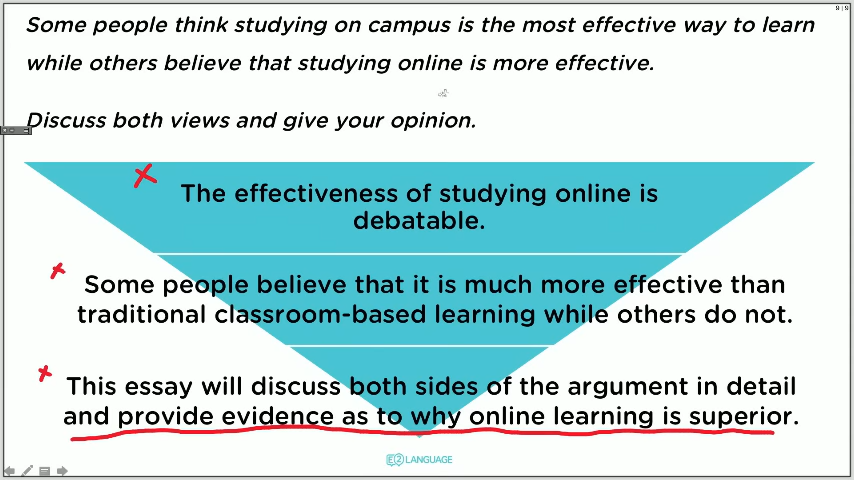 9 | 9
Some people think studying on campus is the most effective way to learn
while others believe that studying online is more effective.
Discuss both views and give your opinion.
The effectiveness of studying online is
debatable.
Some people believe that it is much more effective than
traditional classroom-based learning while others do not.
This essay will discuss both sides of the argument in detail
and provide evidence as to why online learning is superior.
E2 LANGUAGE